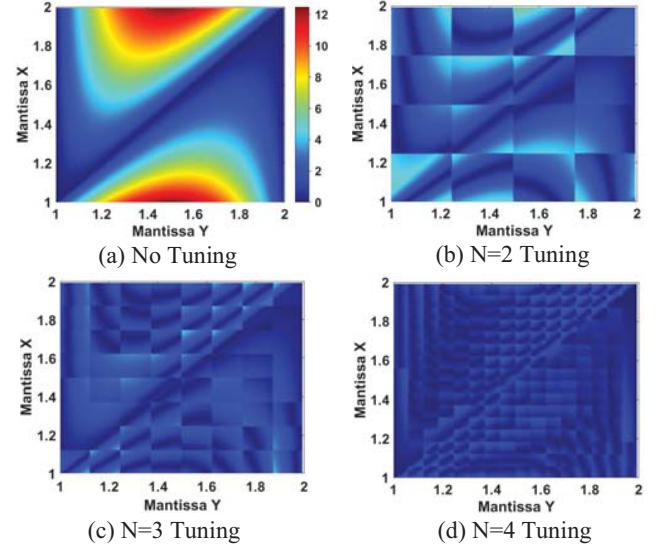 2
1.8
1.6
1.4
1.2
1
Mantissa X
1 1.2 1.4 1.6 1.8 2
Mantissa Y
12
10
8
6
4
2
0
(a) No Tuning
2
1.8
1.6
1.4
1.2
1
Mantissa X
1 1.2 1.4 1.6 1.8 2
Mantissa Y
(b) N=2 Tuning
2
1.8
1.6
1.4
1.2
1
Mantissa X
1 1.2 1.4 1.6 1.8 2
Mantissa Y
(c) N=3 Tuning
2
1.8
1.6
1.4
1.2
1
Mantissa X
1 1.2 1.4 1.6 1.8 2
Mantissa Y
(d) N=4 Tuning